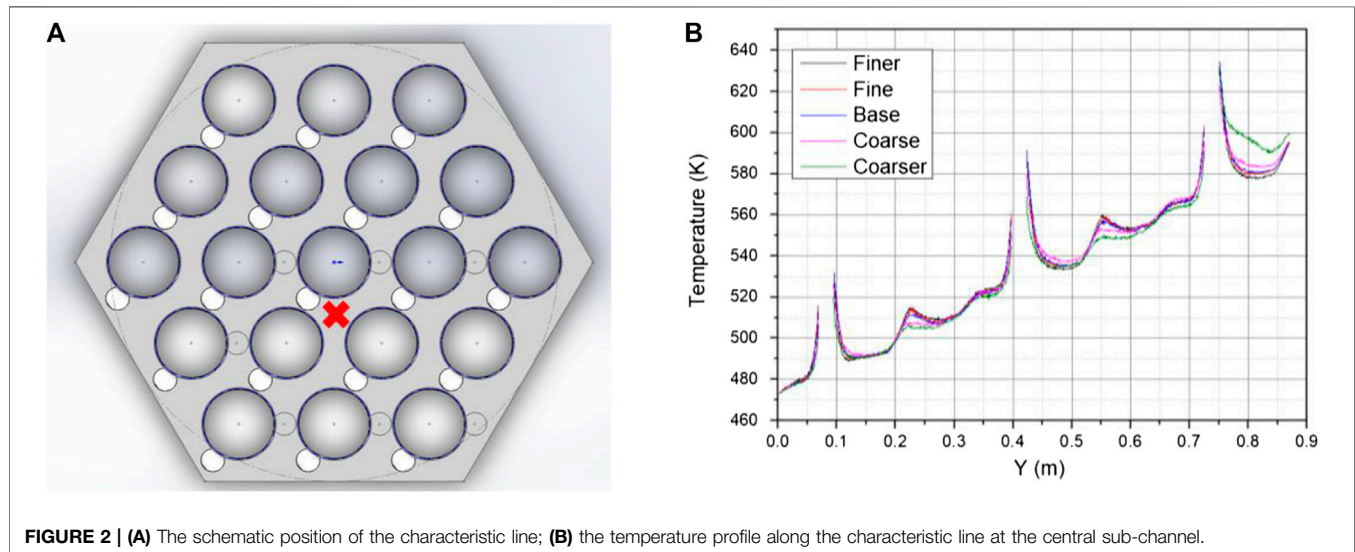 A
B
640
620
600
580
560
540
520
500
480
460
Temperature (K)
Finer
Fine
Base
Coarse
Coarser
0.0 0.1 0.2 0.3 0.4 0.5 0.6 0.7 0.8 0.9
Y (m)
FIGURE 2 | (A) The schematic position of the characteristic line; (B) the temperature profile along the characteristic line at the central sub-channel.